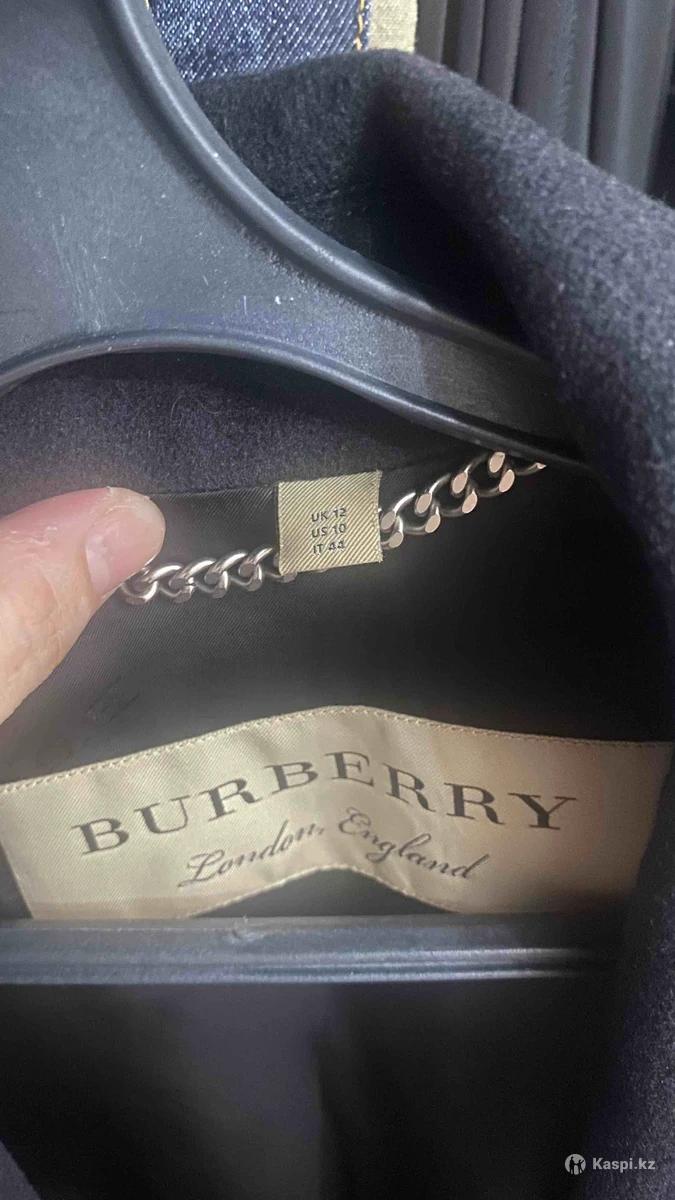 UK 12
US 10
IT 44
BURBERRY
London, England
Kaspi.kz